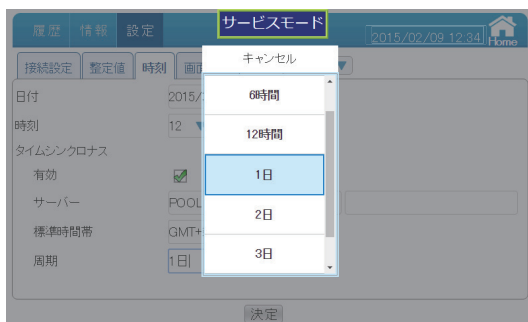 履歴 情報 設定 サービスモード 2015/02/09 12:34 Home
接続設定 整定値 時刻
キャンセル
6時間
12時間
1日
2日
3日
日付 2015/
時刻 12
タイムシンクロナス
有効
サーバー POOL
標準時間帯 GMT+
周期 1日
決定